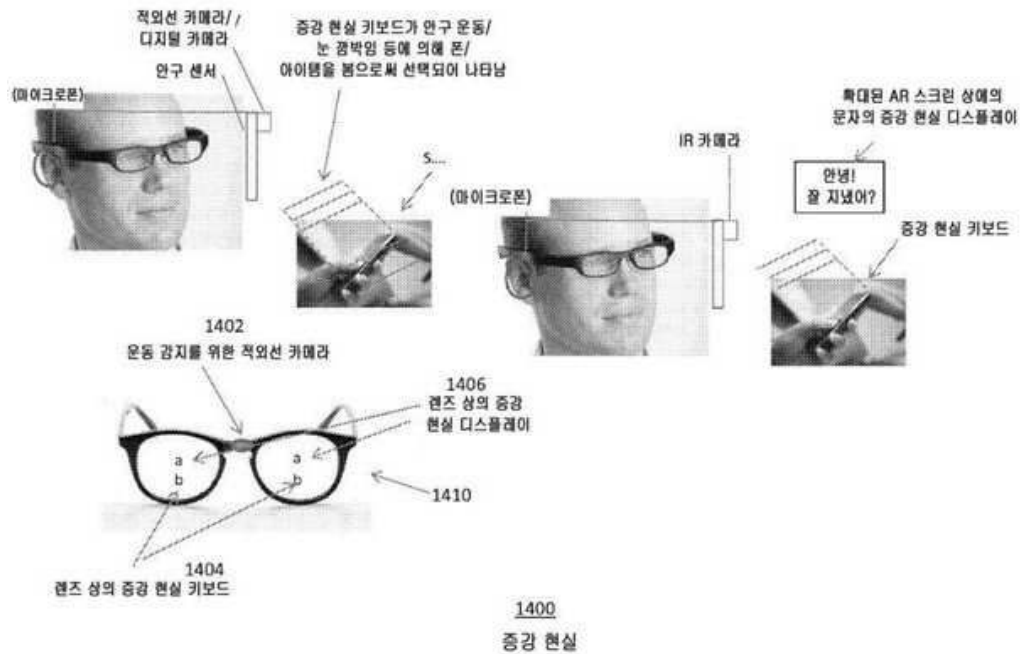 적외선 카메라/
디지털 카메라
안구 센서
(마이크로폰)
증강 현실 키보드가 안구 운동/
눈 깜박임 등에 의해 폰/
아이템을 봄으로써 선택되어 나타남
S....
IR 카메라
(마이크로폰)
확대된 AR 스크린 상에의
문자의 증강 현실 디스플레이
안녕!
잘 지냈어?
증강 현실 키보드
1402
운동 감지를 위한 적외선 카메라
1406
렌즈 상의 증강
현실 디스플레이
a
a
b
b
1410
1404
렌즈 상의 증강 현실 키보드
1400
증강 현실